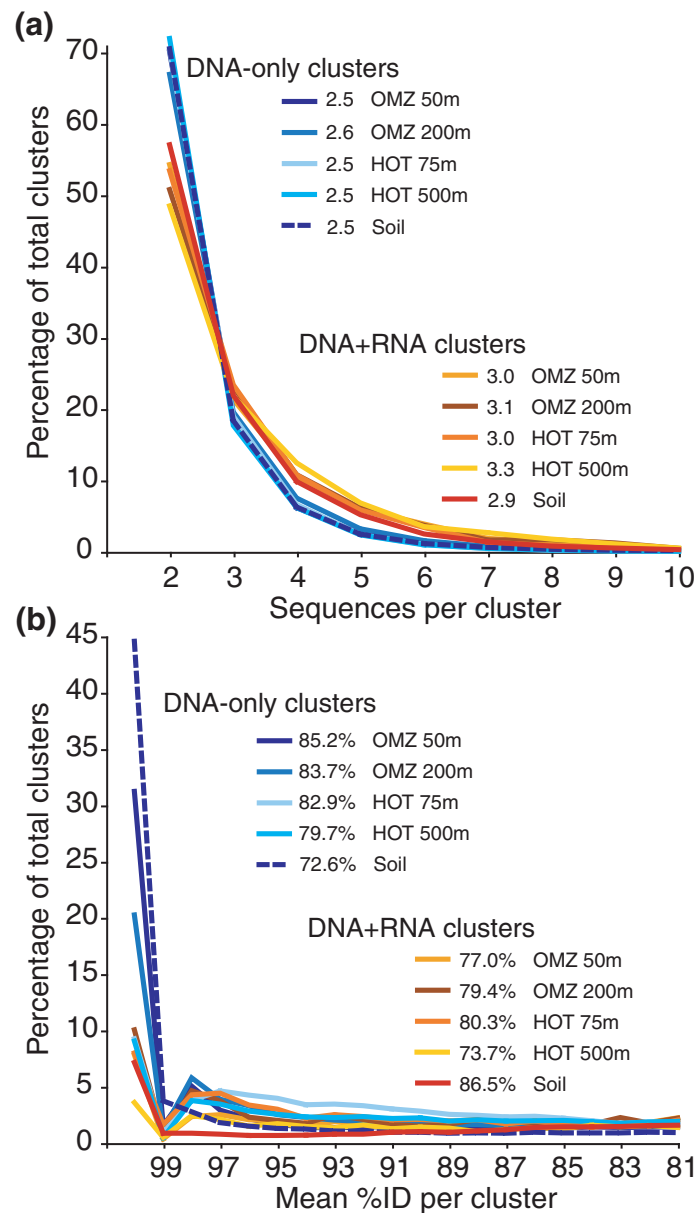 (a)
Percentage of total clusters
70
60
50
40
30
20
10
0
DNA-only clusters
2.5 OMZ 50m
2.6 OMZ 200m
2.5 HOT 75m
2.5 HOT 500m
2.5 Soil
DNA+RNA clusters
3.0 OMZ 50m
3.1 OMZ 200m
3.0 HOT 75m
3.3 HOT 500m
2.9 Soil
2 3 4 5 6 7 8 9 10
Sequences per cluster
(b)
Percentage of total clusters
45
40
35
30
25
20
15
10
5
0
DNA-only clusters
85.2% OMZ 50m
83.7% OMZ 200m
82.9% HOT 75m
79.7% HOT 500m
72.6% Soil
DNA+RNA clusters
77.0% OMZ 50m
79.4% OMZ 200m
80.3% HOT 75m
73.7% HOT 500m
86.5% Soil
99 97 95 93 91 89 87 85 83 81
Mean %ID per cluster